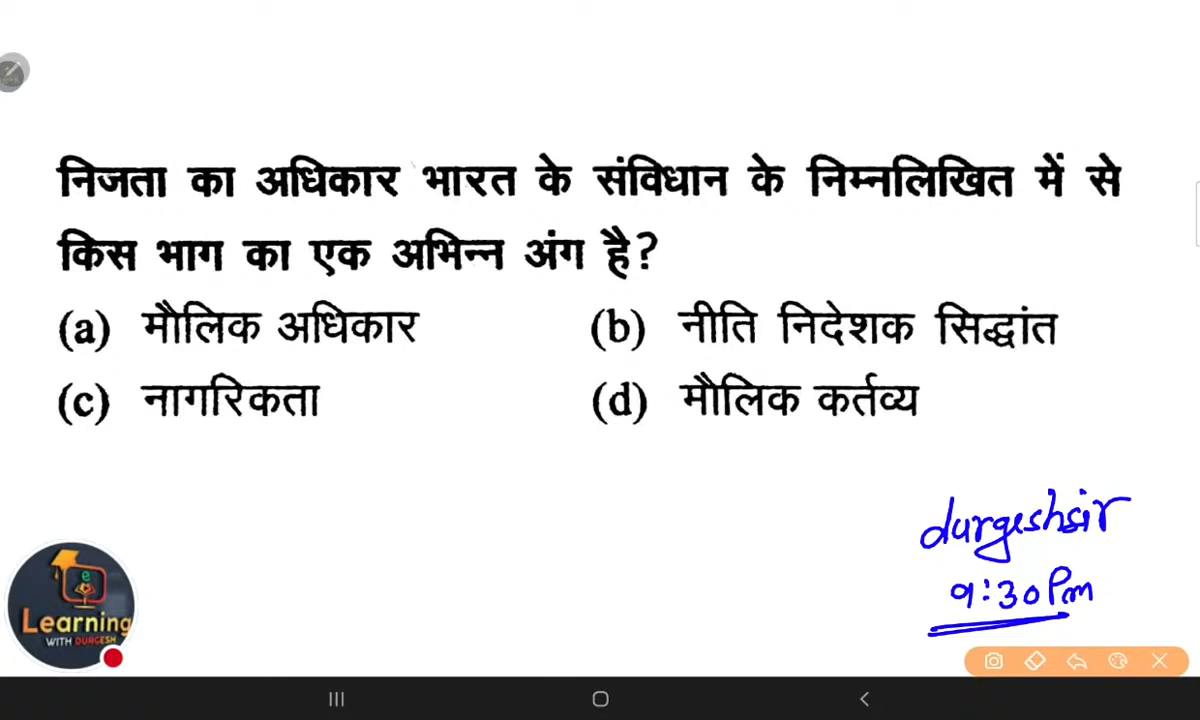 निजता का अधिकार भारत के संविधान के निम्नलिखित में से
किस भाग का एक अभिन्न अंग है?
(a) मौलिक अधिकार (b) नीति निदेशक सिद्धांत
(c) नागरिकता (d) मौलिक कर्तव्य
durgeshsir
9:30 Pm
e
Learning
WITH DURGESH